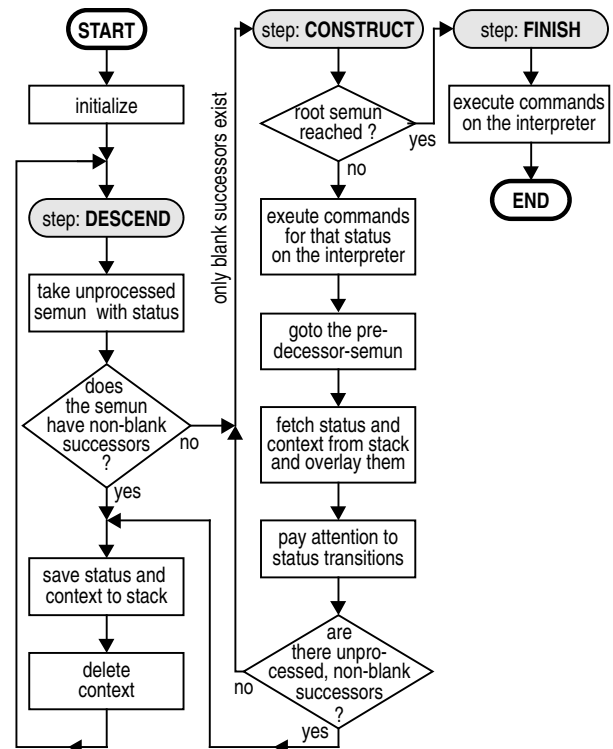 START
initialize
step: DESCEND
take unprocessed
semun with status
does
the semun
have non-blank
successors
?
no
yes
save status and
context to stack
delete
context
only blank successors exist
step: CONSTRUCT
root semun
reached ?
yes
no
exeute commands
for that status
on the interpreter
goto the pre-
decessor-semun
fetch status and
context from stack
and overlay them
pay attention to
status transitions
are
there unpro-
cessed, non-blank
successors
?
no
yes
step: FINISH
execute commands
on the interpreter
END